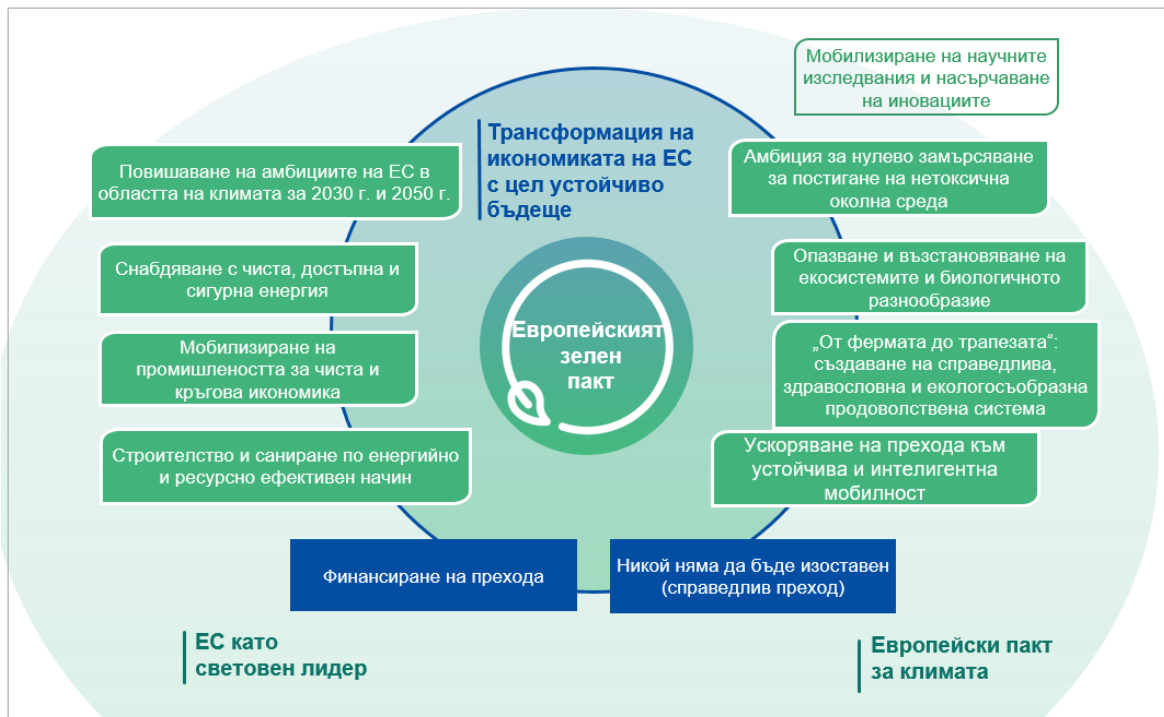 Мобилизиране на научните
изследвания и насърчаване
на иновациите
Трансформация на
икономиката на ЕС
с цел устойчиво
бъдеще
Повишаване на амбициите на ЕС в
областта на климата за 2030 г. и 2050 г.
Амбиция за нулево замърсяване
за постигане на нетоксична
околна среда
Снабдяване с чиста, достъпна и
сигурна енергия
Опазване и възстановяване на
екосистемите и биологичното
разнообразие
Европейският
зелен
пакт
Мобилизиране на
промишлеността за чиста и
кръгова икономика
„От фермата до трапезата“:
създаване на справедлива,
здравословна и екологосъобразна
продоволствена система
Строителство и саниране по енергийно
и ресурсно ефективен начин
Ускоряване на прехода към
устойчива и интелигентна
мобилност
Финансиране на прехода
Никой няма да бъде изоставен
(справедлив преход)
ЕС като
световен лидер
Европейски пакт
за климата